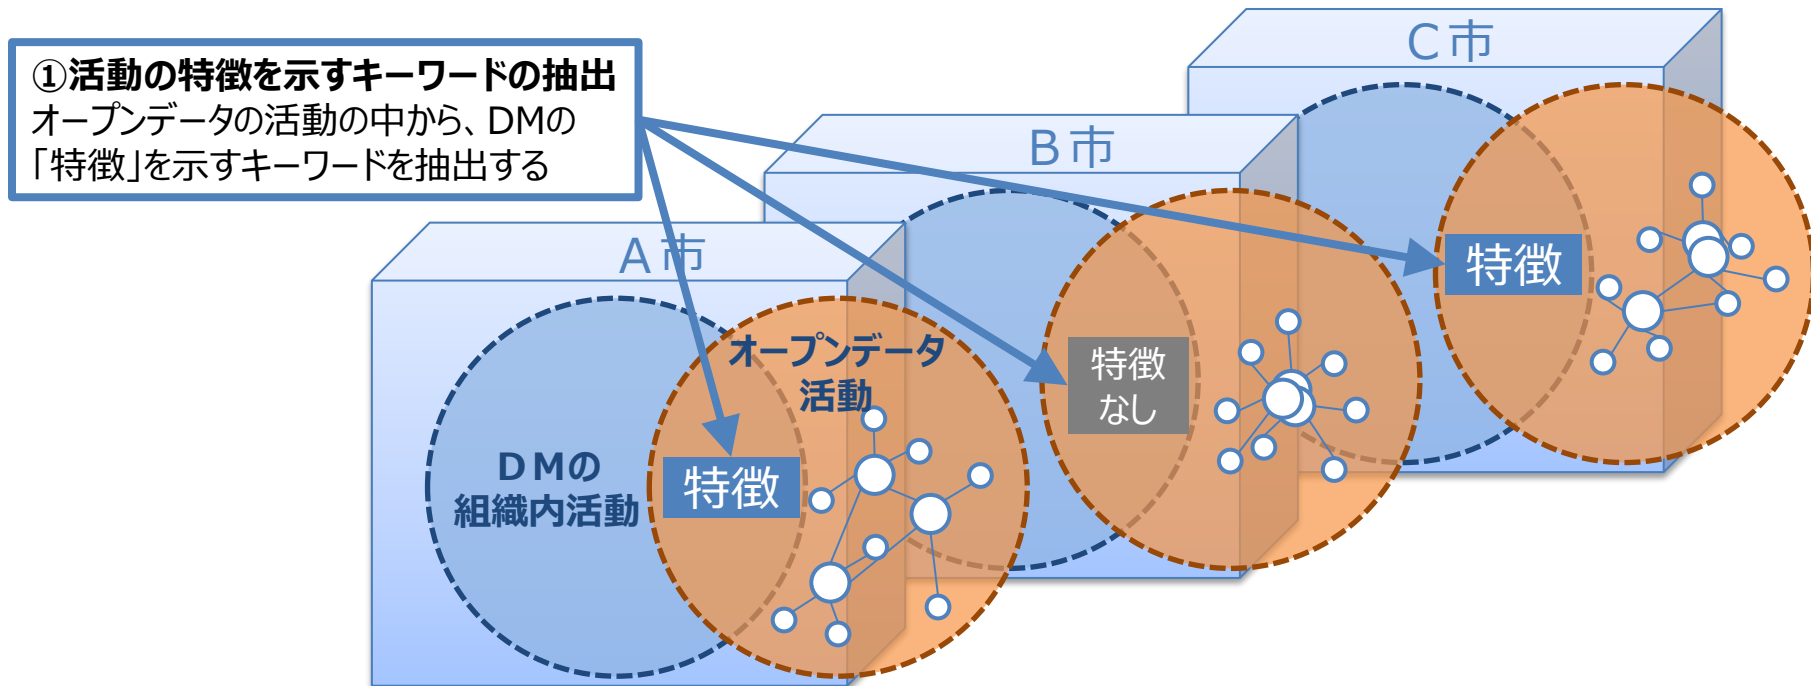 ①活動の特徴を示すキーワードの抽出
オープンデータの活動の中から、DMの
「特徴」を示すキーワードを抽出する
C市
B市
A市
特徴
特徴
なし
オープンデータ
活動
DMの
組織内活動
特徴